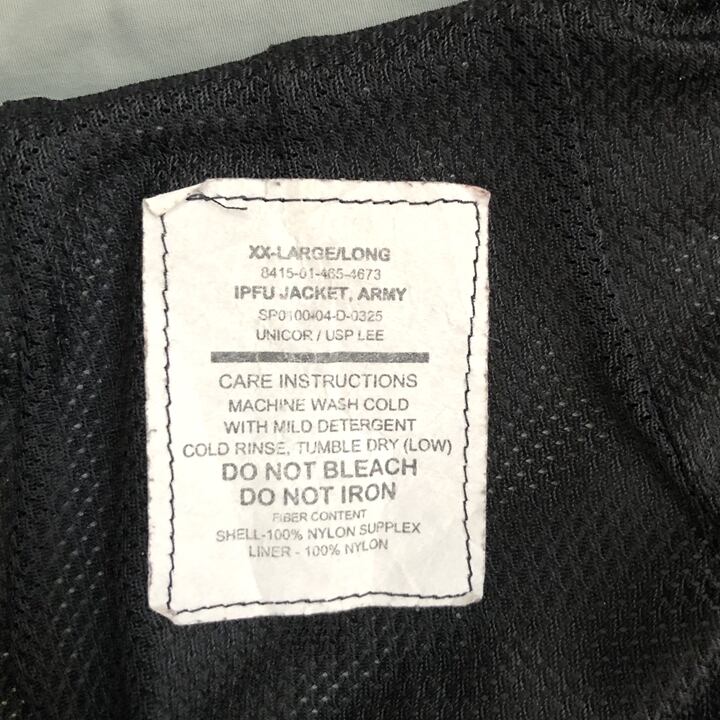 XX-LARGE/LONG
8415-01-465-4673
IPFU JACKET, ARMY
SP0100-04-D-0325
UNICOR / USP LEE
CARE INSTRUCTIONS
MACHINE WASH COLD
WITH MILD DETERGENT
COLD RINSE, TUMBLE DRY (LOW)
DO NOT BLEACH
DO NOT IRON
FIBER CONTENT
SHELL-100% NYLON SUPPLEX
LINER - 100% NYLON